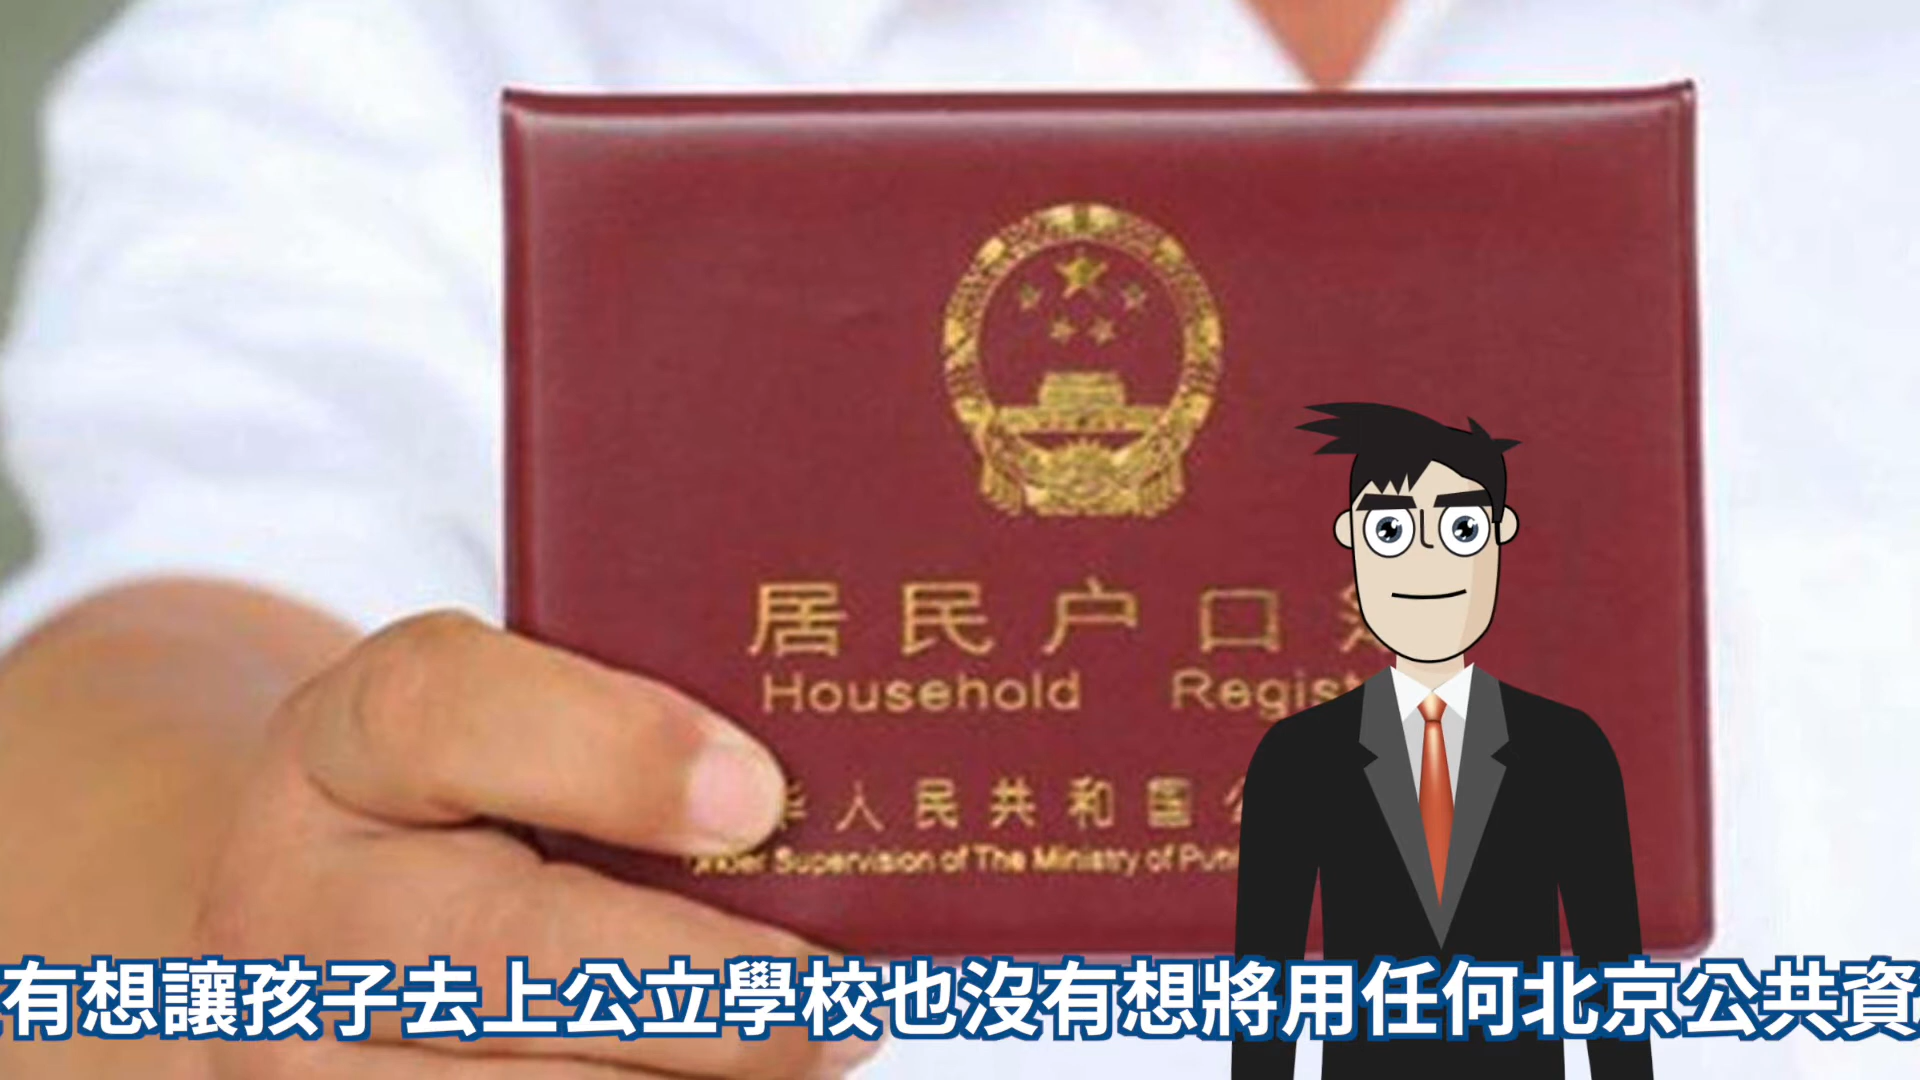 居民户口
Household Regist
人民共和国
Under Supervision of The Ministry of Pub
有想讓孩子去上公立學校也沒有想將用任何北京公共資